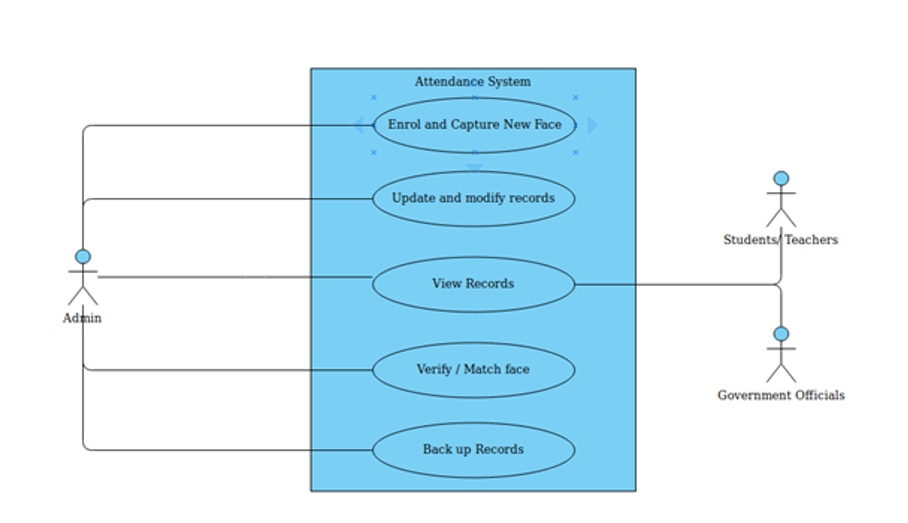 Attendance System
Enrol and Capture New Face
Update and modify records
Students/ Teachers
View Records
Admin
Verify / Match face
Government Officials
Back up Records